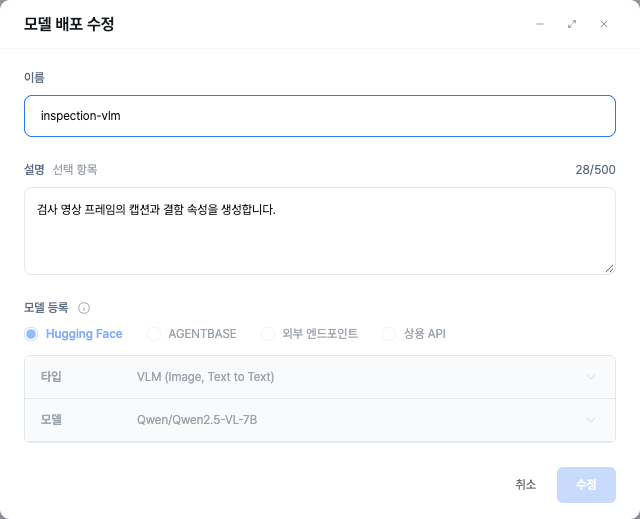 모델 배포 수정
이름
inspection-vlm
설명 선택 항목 28/500
검사 영상 프레임의 캡션과 결함 속성을 생성합니다.
모델 등록
Hugging Face AGENTBASE 외부 엔드포인트 상용 API
타입 VLM (Image, Text to Text)
모델 Qwen/Qwen2.5-VL-7B
취소 수정